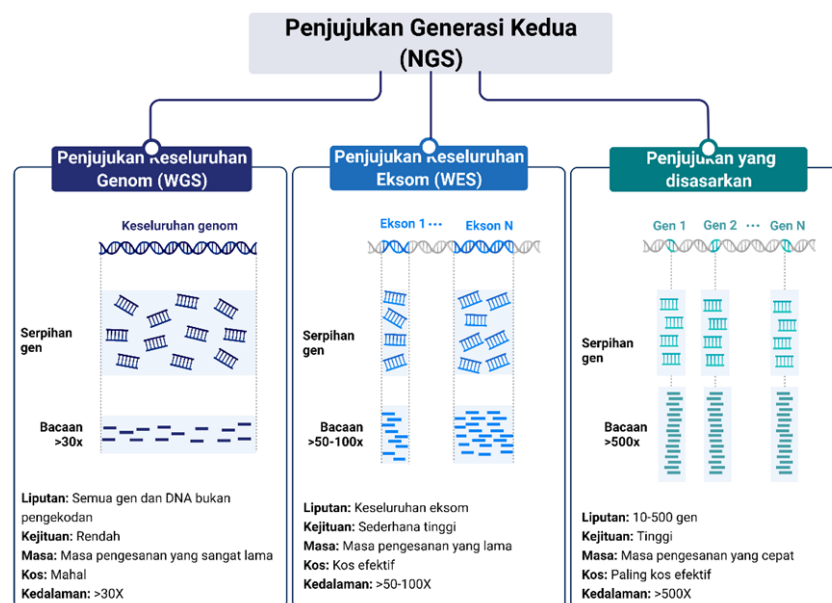 Penjujukan Generasi Kedua
(NGS)
Penjujukan Keseluruhan
Genom (WGS)
Keseluruhan genom
Serpihan
gen
Bacaan
>30x
Liputan: Semua gen dan DNA bukan
pengekodan
Kejituan: Rendah
Masa: Masa pengesanan yang sangat lama
Kos: Mahal
Kedalaman: >30X
Penjujukan Keseluruhan
Eksom (WES)
Ekson 1 ··· Ekson N
Serpihan
gen
Bacaan
>50-100x
Liputan: Keseluruhan eksom
Kejituan: Sederhana tinggi
Masa: Masa pengesanan yang lama
Kos: Kos efektif
Kedalaman: >50-100X
Penjujukan yang
disasarkan
Gen 1 Gen 2 ··· Gen N
Serpihan
gen
Bacaan
>500x
Liputan: 10-500 gen
Kejituan: Tinggi
Masa: Masa pengesanan yang cepat
Kos: Paling kos efektif
Kedalaman: >500X